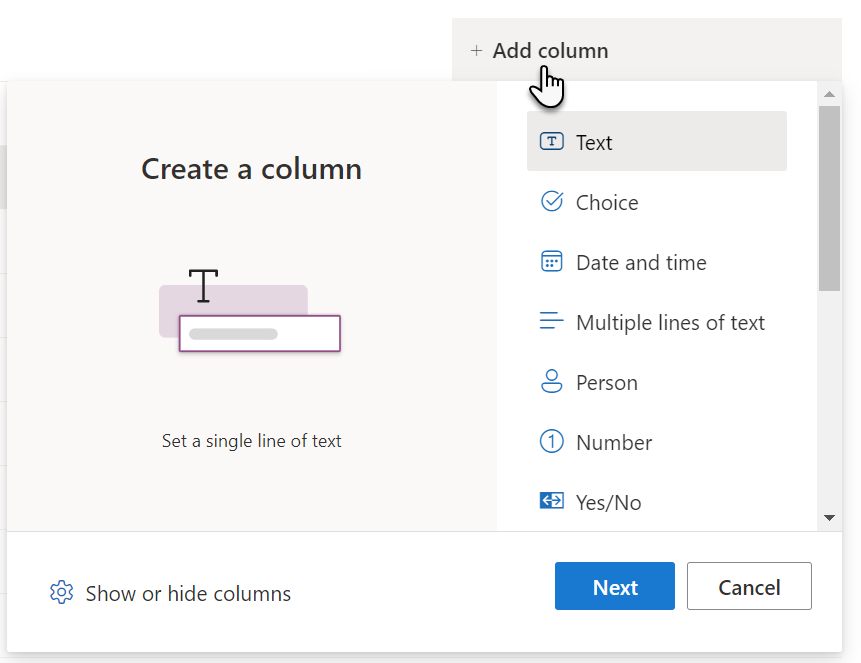 + Add column
Create a column
Set a single line of text
T Text
Choice
Date and time
Multiple lines of text
Person
1 Number
Yes/No
Show or hide columns
Next
Cancel